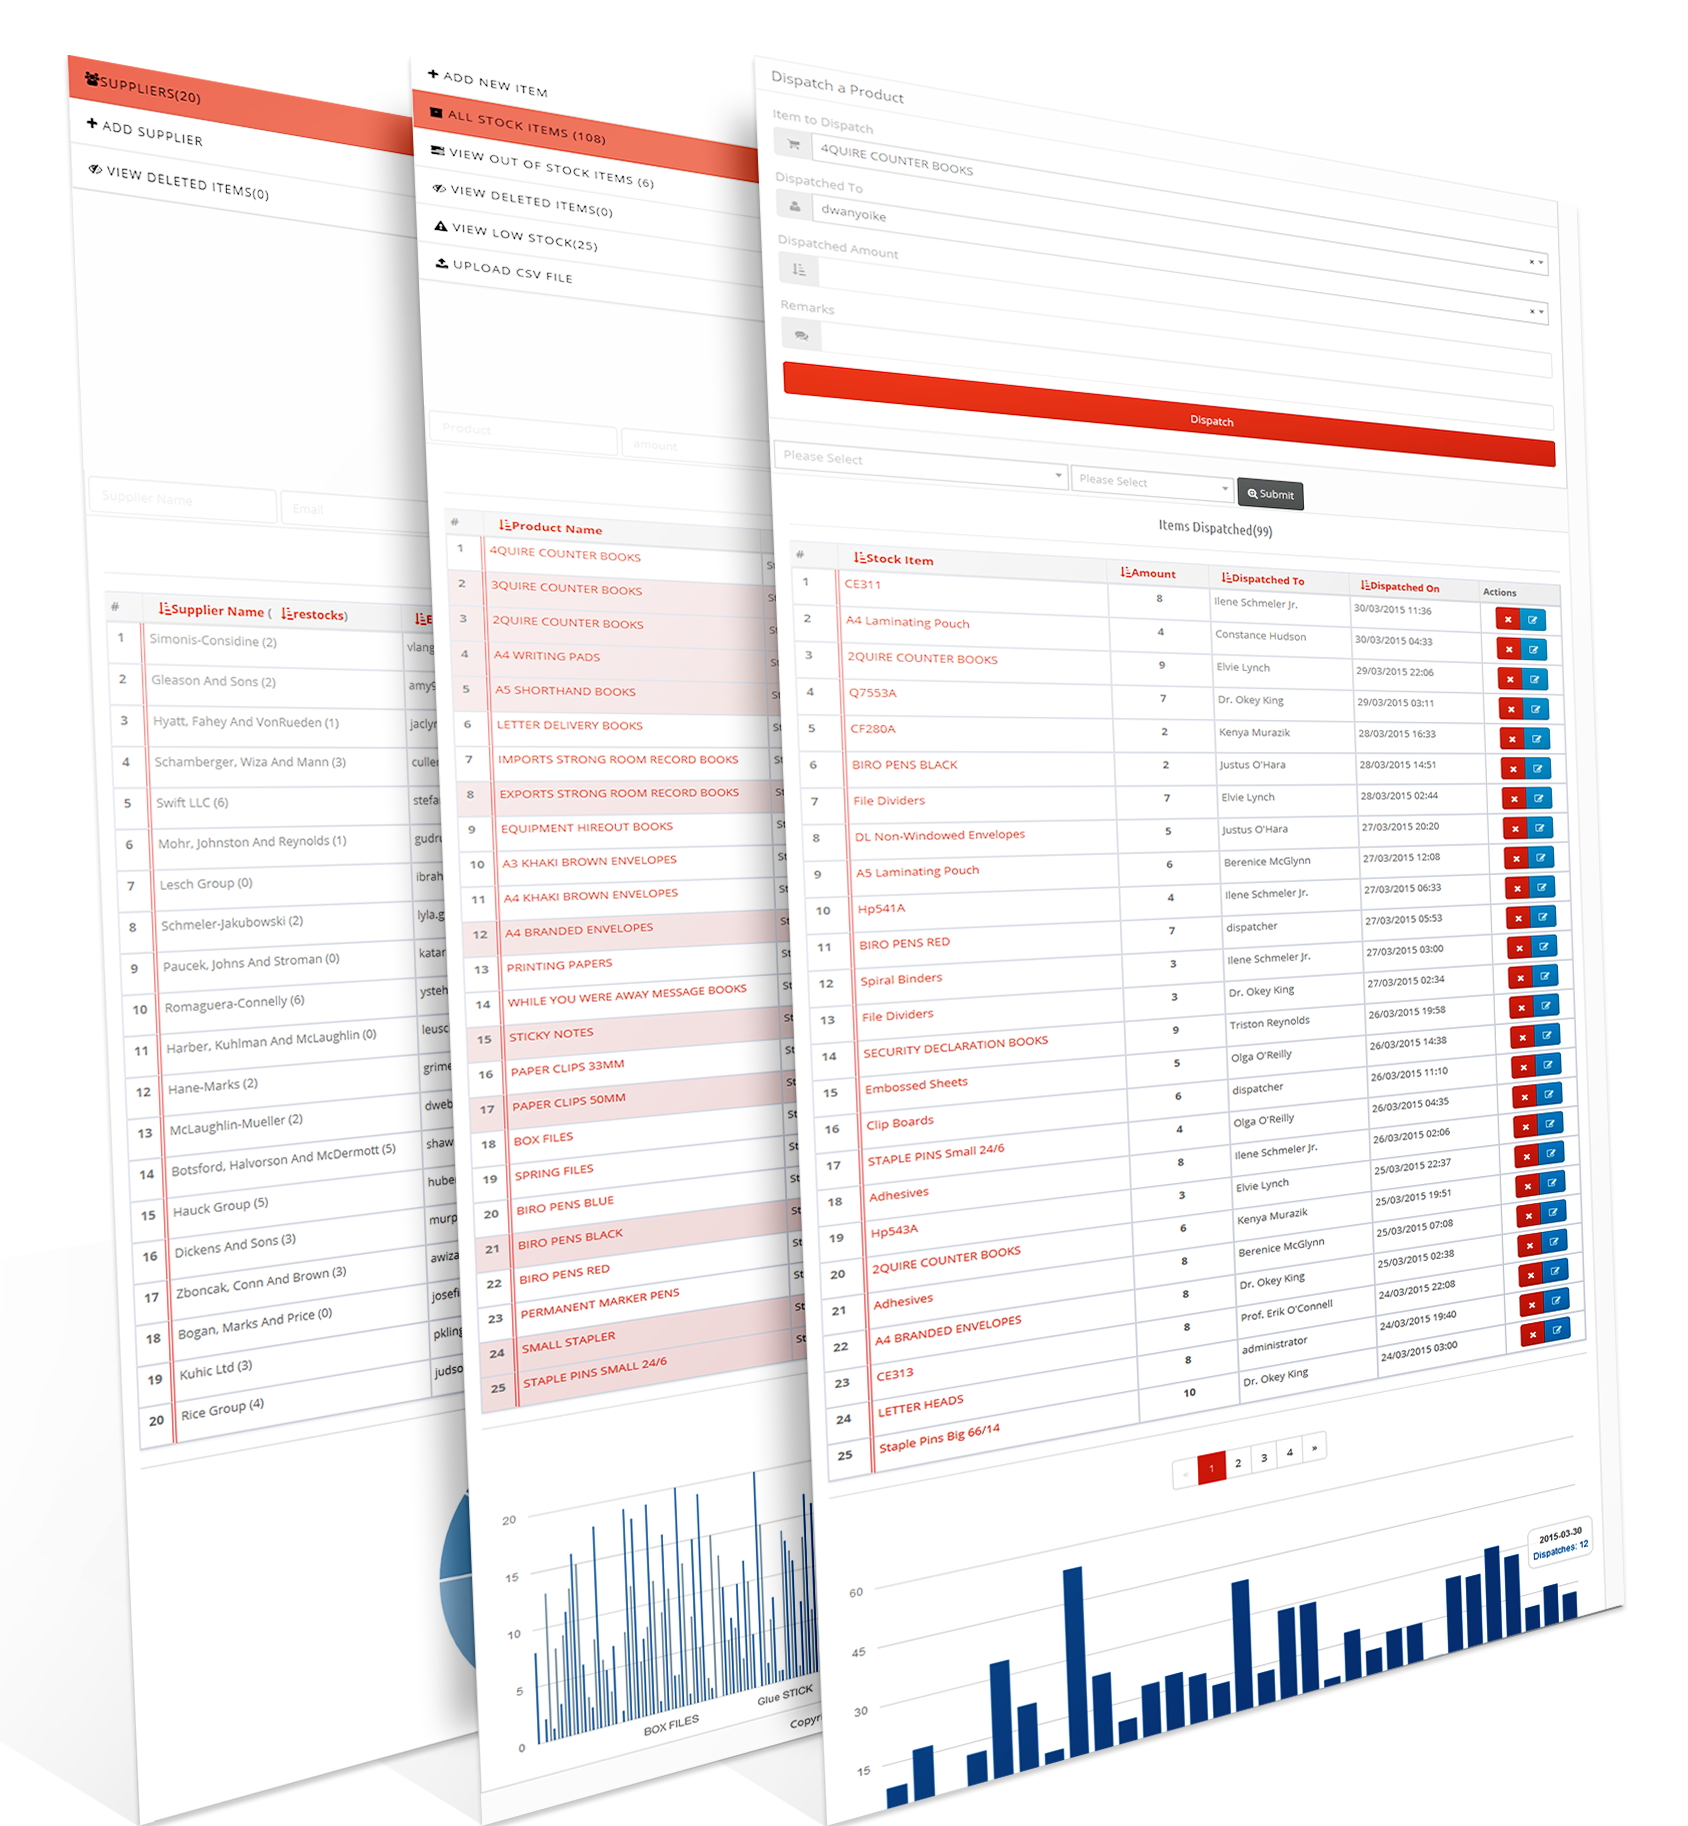 SUPPLIERS(20)
ADD SUPPLIER
VIEW DELETED ITEMS(0)
Supplier Name Email
# Supplier Name ( restocks)
1 Simonis-Considine (2) vlang
2 Gleason And Sons (2) amy9
3 Hyatt, Fahey And VonRueden (1) jaclyn
4 Schamberger, Wiza And Mann (3) culle
5 Swift LLC (6) stefa
6 Mohr, Johnston And Reynolds (1) gudru
7 Lesch Group (0) ibrah
8 Schmeler-Jakubowski (2) lyla.g
9 Paucek, Johns And Stroman (0) katar
10 Romaguera-Connelly (6) ysteh
11 Harber, Kuhlman And McLaughlin (0) leusc
12 Hane-Marks (2) grime
13 McLaughlin-Mueller (2) dweb
14 Botsford, Halvorson And McDermott (5) shaw
15 Hauck Group (5) hube
16 Dickens And Sons (3) murp
17 Zboncak, Conn And Brown (3) awiza
18 Bogan, Marks And Price (0) josefi
19 Kuhic Ltd (3) pkling
20 Rice Group (4) judso
ADD NEW ITEM
ALL STOCK ITEMS (108)
VIEW OUT OF STOCK ITEMS (6)
VIEW DELETED ITEMS(0)
VIEW LOW STOCK(25)
UPLOAD CSV FILE
Product amount
# Product Name
1 4QUIRE COUNTER BOOKS
2 3QUIRE COUNTER BOOKS
3 2QUIRE COUNTER BOOKS
4 A4 WRITING PADS
5 A5 SHORTHAND BOOKS
6 LETTER DELIVERY BOOKS
7 IMPORTS STRONG ROOM RECORD BOOKS
8 EXPORTS STRONG ROOM RECORD BOOKS
9 EQUIPMENT HIREOUT BOOKS
10 A3 KHAKI BROWN ENVELOPES
11 A4 KHAKI BROWN ENVELOPES
12 A4 BRANDED ENVELOPES
13 PRINTING PAPERS
14 WHILE YOU WERE AWAY MESSAGE BOOKS
15 STICKY NOTES
16 PAPER CLIPS 33MM
17 PAPER CLIPS 50MM
18 BOX FILES
19 SPRING FILES
20 BIRO PENS BLUE
21 BIRO PENS BLACK
22 BIRO PENS RED
23 PERMANENT MARKER PENS
24 SMALL STAPLER
25 STAPLE PINS SMALL 24/6
20
15
10
5
0
BOX FILES Glue STICK
Copyr
Dispatch a Product
Item to Dispatch
4QUIRE COUNTER BOOKS
Dispatched To
dwanyoike
Dispatched Amount
Remarks
Dispatch
Please Select Please Select Submit
Items Dispatched(99)
# Stock Item Amount Dispatched To Dispatched On Actions
1 CE311 8 Ilene Schmeler Jr. 30/03/2015 11:36
2 A4 Laminating Pouch 4 Constance Hudson 30/03/2015 04:33
3 2QUIRE COUNTER BOOKS 9 Elvie Lynch 29/03/2015 22:06
4 Q7553A 7 Dr. Okey King 29/03/2015 03:11
5 CF280A 2 Kenya Murazik 28/03/2015 16:33
6 BIRO PENS BLACK 2 Justus O'Hara 28/03/2015 14:51
7 File Dividers 7 Elvie Lynch 28/03/2015 02:44
8 DL Non-Windowed Envelopes 5 Justus O'Hara 27/03/2015 20:20
9 A5 Laminating Pouch 6 Berenice McGlynn 27/03/2015 12:08
10 Hp541A 4 Ilene Schmeler Jr. 27/03/2015 06:33
11 BIRO PENS RED 7 dispatcher 27/03/2015 05:53
12 Spiral Binders 3 Ilene Schmeler Jr. 27/03/2015 03:00
13 File Dividers 3 Dr. Okey King 27/03/2015 02:34
14 SECURITY DECLARATION BOOKS 9 Triston Reynolds 26/03/2015 19:58
15 Embossed Sheets 5 Olga O'Reilly 26/03/2015 14:38
16 Clip Boards 6 dispatcher 26/03/2015 11:10
17 STAPLE PINS Small 24/6 4 Olga O'Reilly 26/03/2015 04:35
18 Adhesives 8 Ilene Schmeler Jr. 26/03/2015 02:06
19 Hp543A 3 Elvie Lynch 25/03/2015 22:37
20 2QUIRE COUNTER BOOKS 6 Kenya Murazik 25/03/2015 19:51
21 Adhesives 8 Berenice McGlynn 25/03/2015 07:08
22 A4 BRANDED ENVELOPES 8 Dr. Okey King 25/03/2015 02:38
23 CE313 8 Prof. Erik O'Connell 24/03/2015 22:08
24 LETTER HEADS 8 administrator 24/03/2015 19:40
25 Staple Pins Big 66/14 10 Dr. Okey King 24/03/2015 03:00
« 1 2 3 4 »
60
45
30
15
2015-03-30
Dispatches: 12